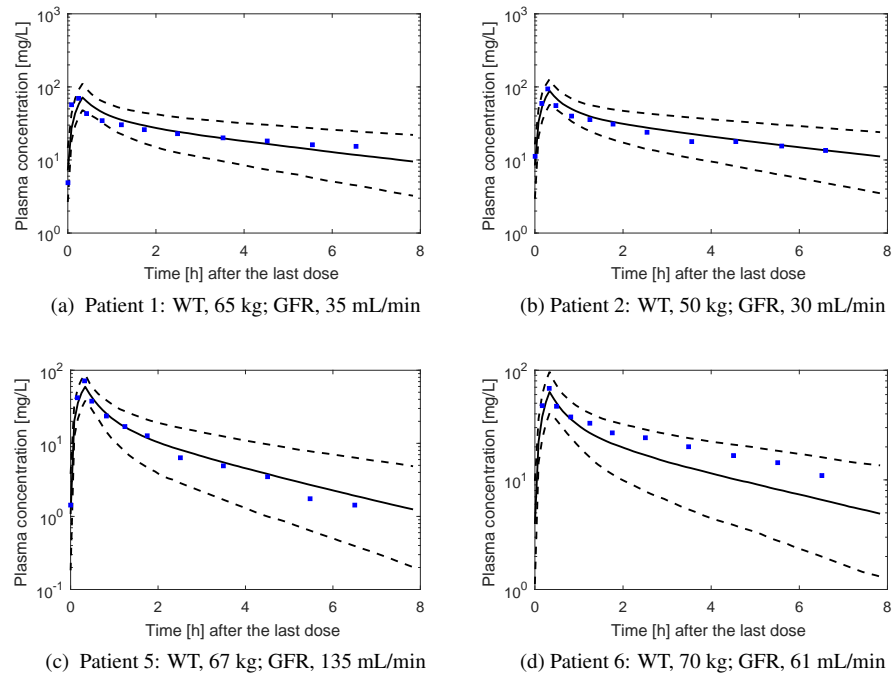 10³
10²
10¹
10⁰
Plasma concentration [mg/L]
0 2 4 6 8
Time [h] after the last dose
(a) Patient 1: WT, 65 kg; GFR, 35 mL/min
10³
10²
10¹
10⁰
Plasma concentration [mg/L]
0 2 4 6 8
Time [h] after the last dose
(b) Patient 2: WT, 50 kg; GFR, 30 mL/min
10²
10¹
10⁰
10⁻¹
Plasma concentration [mg/L]
0 2 4 6 8
Time [h] after the last dose
(c) Patient 5: WT, 67 kg; GFR, 135 mL/min
10²
10¹
10⁰
Plasma concentration [mg/L]
0 2 4 6 8
Time [h] after the last dose
(d) Patient 6: WT, 70 kg; GFR, 61 mL/min